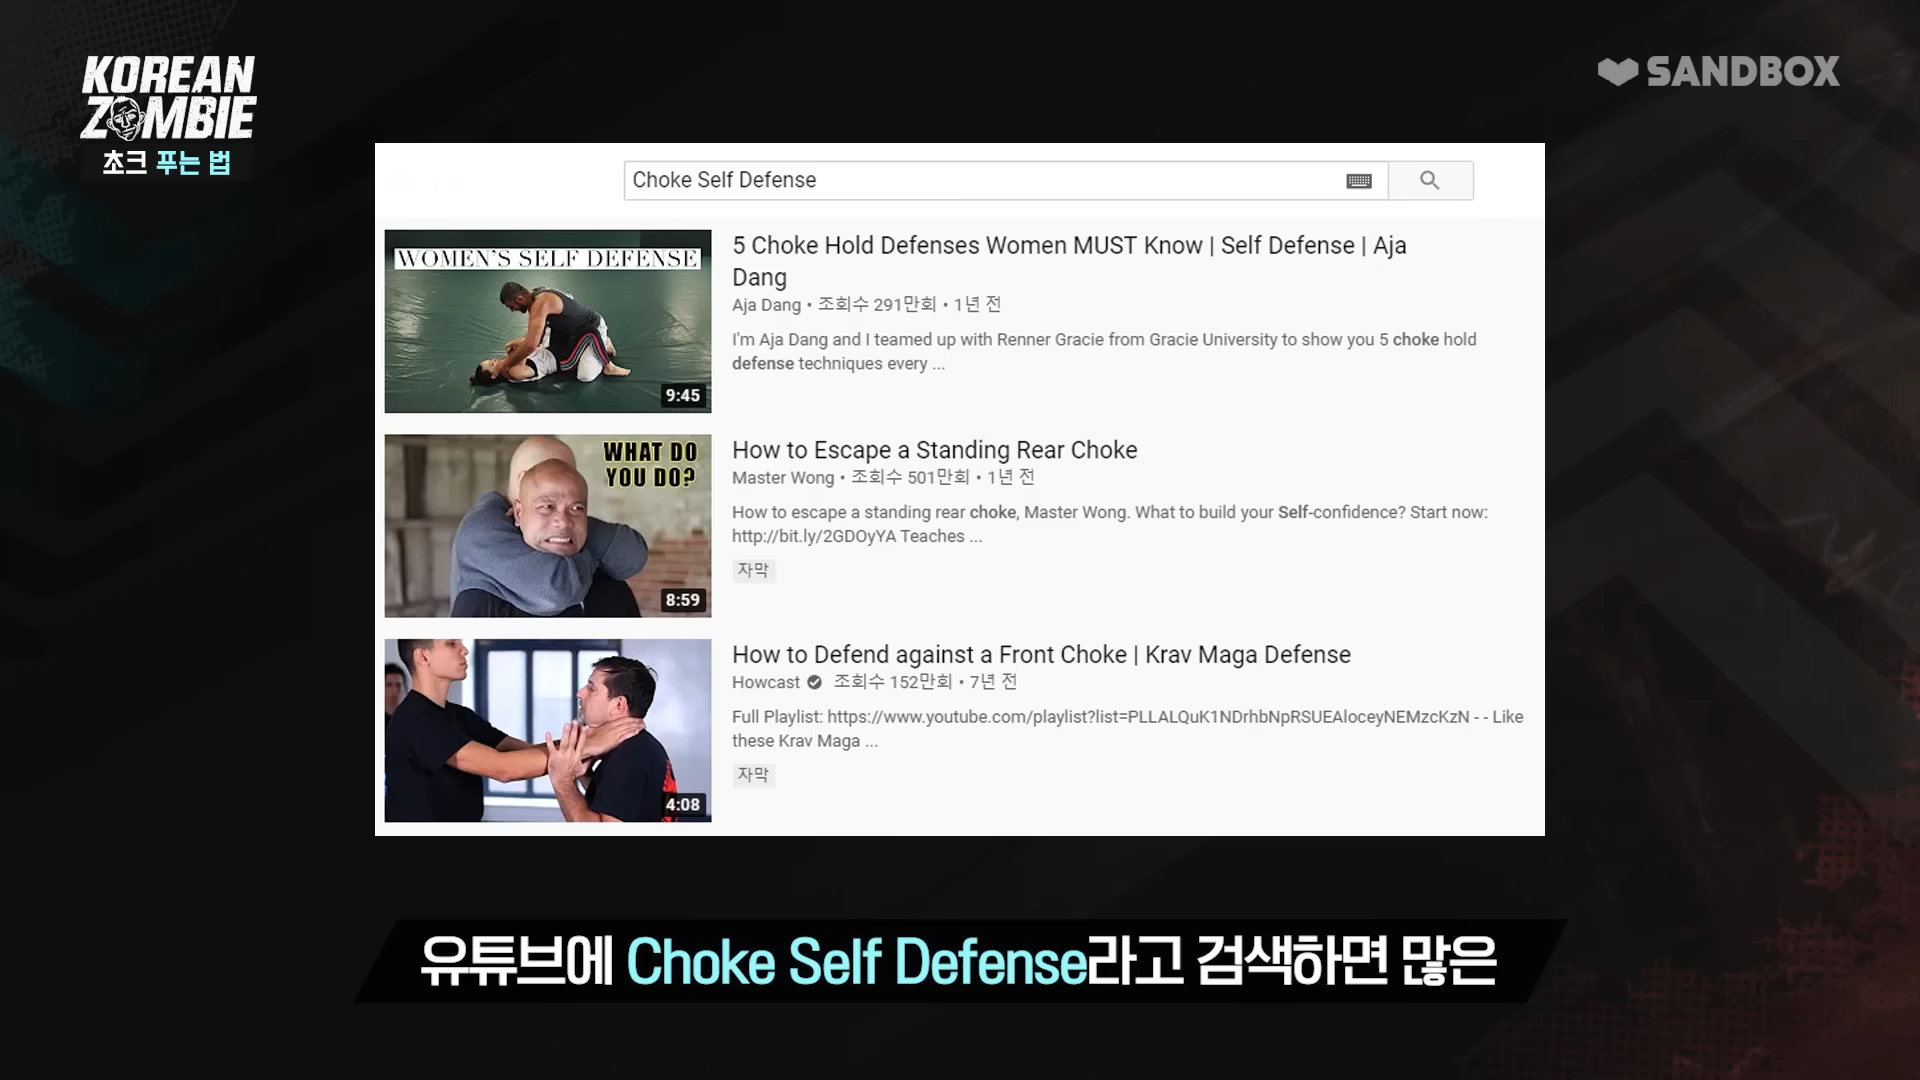 KOREAN
ZOMBIE
초크 푸는 법
SANDBOX
Choke Self Defense
WOMEN'S SELF DEFENSE
9:45
5 Choke Hold Defenses Women MUST Know | Self Defense | Aja
Dang
Aja Dang • 조회수 291만회 • 1년 전
I'm Aja Dang and I teamed up with Renner Gracie from Gracie University to show you 5 choke hold
defense techniques every ...
WHAT DO
YOU DO?
8:59
How to Escape a Standing Rear Choke
Master Wong • 조회수 501만회 • 1년 전
How to escape a standing rear choke, Master Wong. What to build your Self-confidence? Start now:
http://bit.ly/2GDOyYA Teaches ...
자막
4:08
How to Defend against a Front Choke | Krav Maga Defense
Howcast 조회수 152만회 • 7년 전
Full Playlist: https://www.youtube.com/playlist?list=PLLALQuK1NDrhbNpRSUEAloceyNEMzcKzN - - Like
these Krav Maga ...
자막
유튜브에 Choke Self Defense라고 검색하면 많은